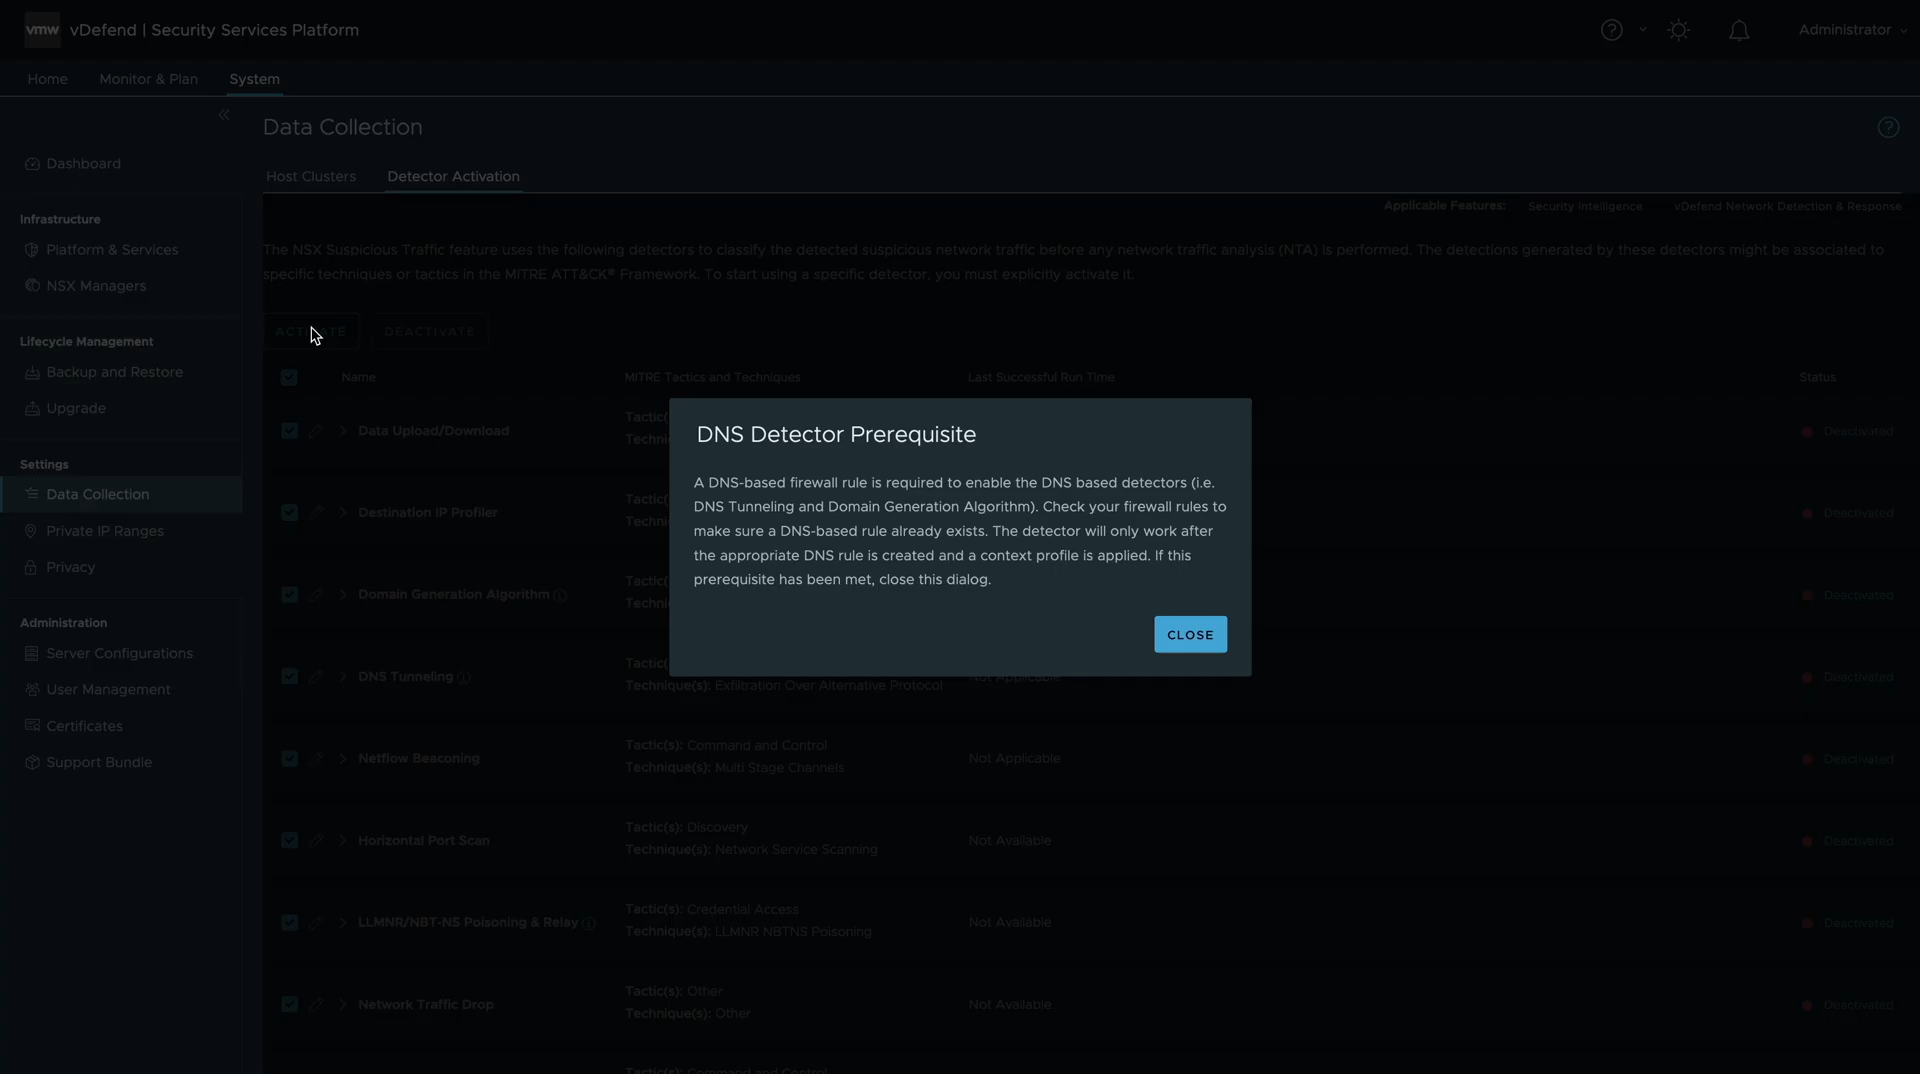 vmw vDefend | Security Services Platform
Administrator
Home Monitor & Plan System
Data Collection
Dashboard
Host Clusters Detector Activation
Applicable Features: Security Intelligence vDefend Network Detection & Response
Infrastructure
Platform & Services
NSX Managers
The NSX Suspicious Traffic feature uses the following detectors to classify the detected suspicious network traffic before any network traffic analysis (NTA) is performed. The detections generated by these detectors might be associated to
specific techniques or tactics in the MITRE ATT&CK® Framework. To start using a specific detector, you must explicitly activate it.
ACTIVATE DEACTIVATE
Lifecycle Management
Backup and Restore
Upgrade
Settings
Data Collection
Private IP Ranges
Privacy
Administration
Server Configurations
User Management
Certificates
Support Bundle
Name MITRE Tactics and Techniques Last Successful Run Time Status
Data Upload/Download Deactivated
Destination IP Profiler Deactivated
Domain Generation Algorithm Deactivated
DNS Tunneling Deactivated
Technique(s): Exfiltration Over Alternative Protocol
Not Applicable
Netflow Beaconing
Tactic(s): Command and Control
Technique(s): Multi Stage Channels
Not Applicable Deactivated
Horizontal Port Scan
Tactic(s): Discovery
Technique(s): Network Service Scanning
Not Available Deactivated
LLMNR/NBT-NS Poisoning & Relay
Tactic(s): Credential Access
Technique(s): LLMNR NBTNS Poisoning
Not Available Deactivated
Network Traffic Drop
Tactic(s): Other
Technique(s): Other
Not Available Deactivated
Tactic(s): Command and Control
DNS Detector Prerequisite
A DNS-based firewall rule is required to enable the DNS based detectors (i.e.
DNS Tunneling and Domain Generation Algorithm). Check your firewall rules to
make sure a DNS-based rule already exists. The detector will only work after
the appropriate DNS rule is created and a context profile is applied. If this
prerequisite has been met, close this dialog.
CLOSE